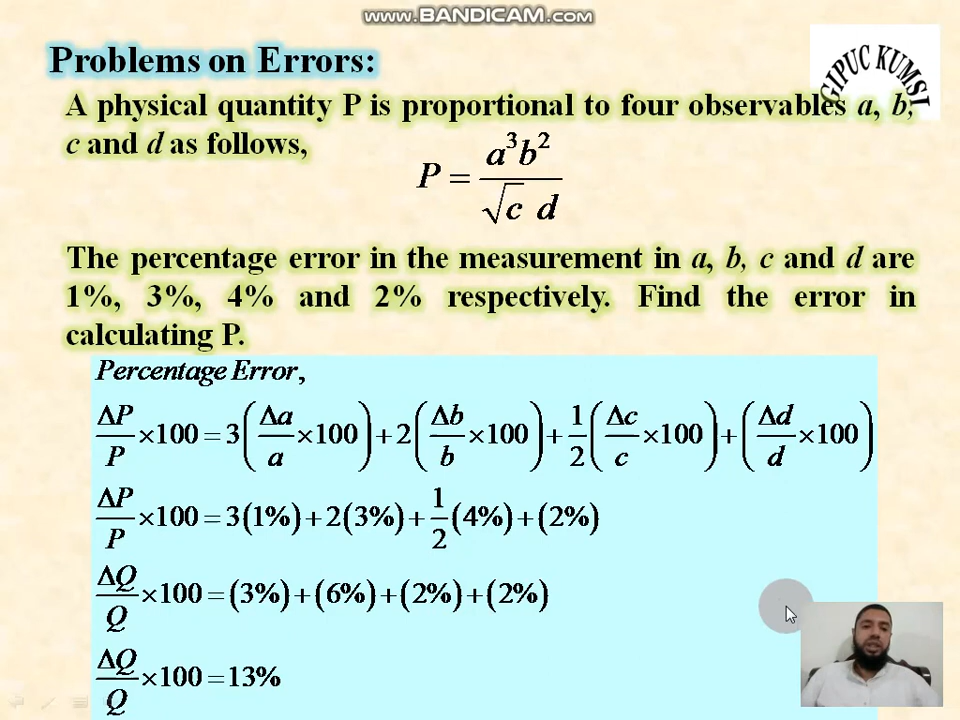 www.BANDICAM.com
Problems on Errors:
GIPUC KUMSI
A physical quantity P is proportional to four observables a, b,
c and d as follows,
P = a³b² / √c d
The percentage error in the measurement in a, b, c and d are
1%, 3%, 4% and 2% respectively. Find the error in
calculating P.
Percentage Error,
ΔP/P ×100 = 3(Δa/a ×100) + 2(Δb/b ×100) + 1/2(Δc/c ×100) + (Δd/d ×100)
ΔP/P ×100 = 3(1%) + 2(3%) + 1/2(4%) + (2%)
ΔQ/Q ×100 = (3%) + (6%) + (2%) + (2%)
ΔQ/Q ×100 = 13%